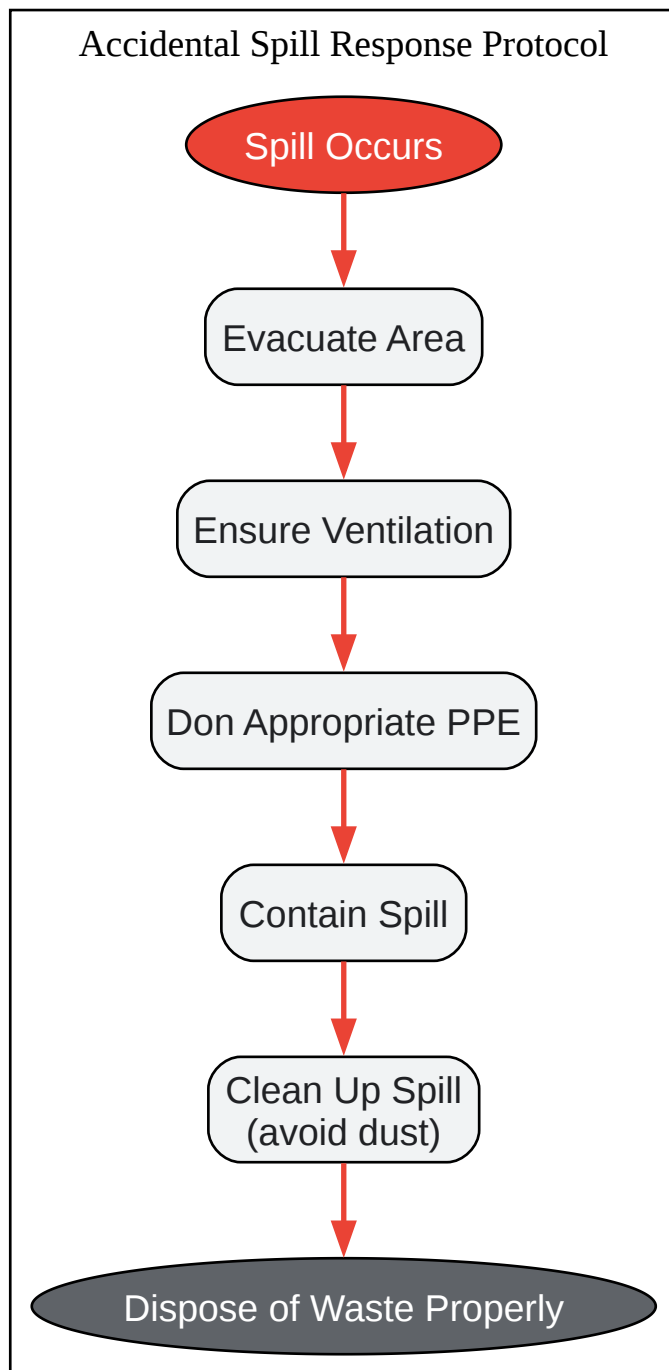 Accidental Spill Response Protocol
Spill Occurs
Evacuate Area
Ensure Ventilation
Don Appropriate PPE
Contain Spill
Clean Up Spill
(avoid dust)
Dispose of Waste Properly